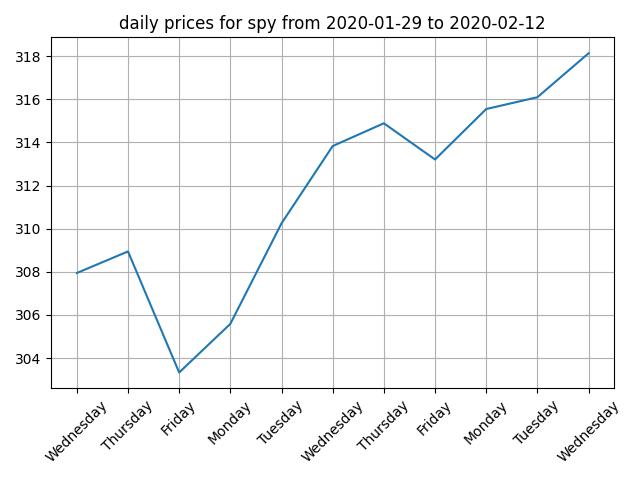 daily prices for spy from 2020-01-29 to 2020-02-12
318
316
314
312
310
308
306
304
Wednesday
Thursday
Friday
Monday
Tuesday
Wednesday
Thursday
Friday
Monday
Tuesday
Wednesday